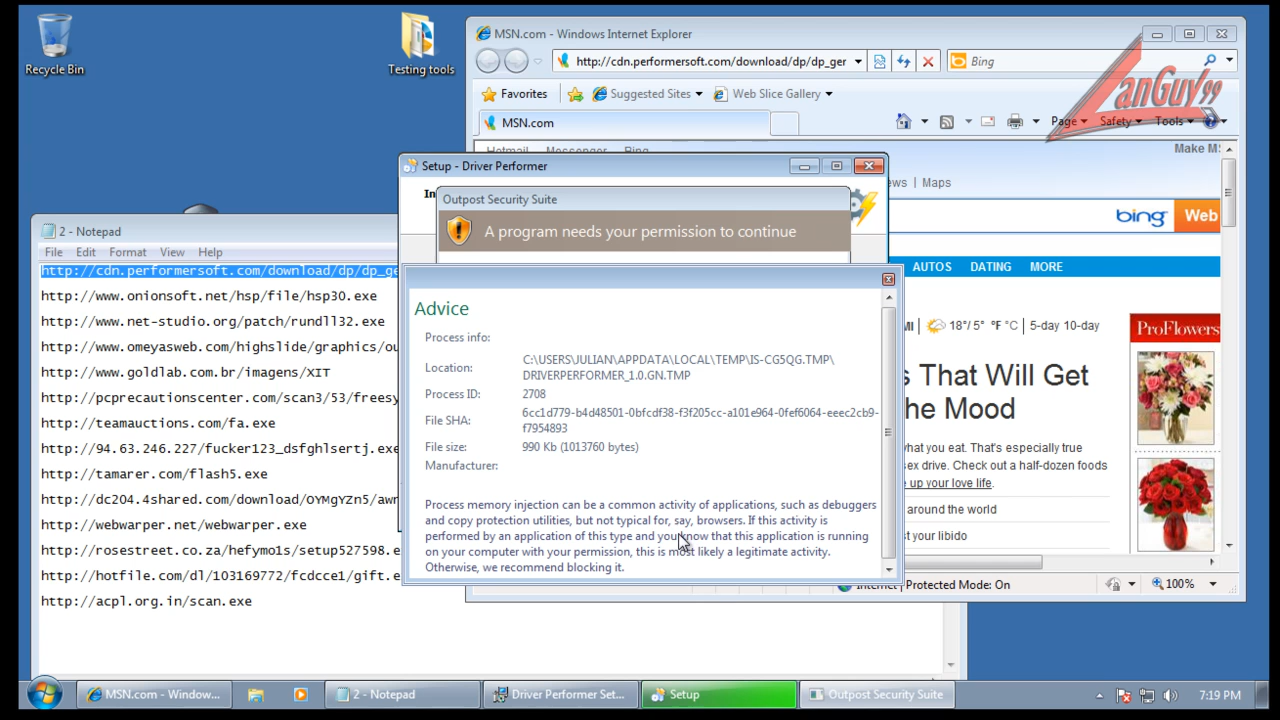 Recycle Bin
Testing tools
MSN.com - Windows Internet Explorer
http://cdn.performersoft.com/download/dp/dp_ger
Bing
Favorites
Suggested Sites
Web Slice Gallery
MSN.com
Page
Safety
Tools
LanGuy99
Hotmail Messenger Bing
Make M
ews | Maps
bing
Web
AUTOS
DATING
MORE
MI
18°/5° °F °C | 5-day 10-day
ProFlowers
s That Will Get
he Mood
what you eat. That's especially true
sex drive. Check out a half-dozen foods
e up your love life.
around the world
st your libido
Internet | Protected Mode: On
100%
Setup - Driver Performer
In
Outpost Security Suite
A program needs your permission to continue
Advice
Process info:
Location:
C:\USERS\JULIAN\APPDATA\LOCAL\TEMP\IS-CG5QG.TMP\
DRIVERPERFORMER_1.0.GN.TMP
Process ID:
2708
File SHA:
6cc1d779-b4d48501-0bfcdf38-f3f205cc-a101e964-0fef6064-eeec2cb9-
f7954893
File size:
990 Kb (1013760 bytes)
Manufacturer:
Process memory injection can be a common activity of applications, such as debuggers
and copy protection utilities, but not typical for, say, browsers. If this activity is
performed by an application of this type and you know that this application is running
on your computer with your permission, this is most likely a legitimate activity.
Otherwise, we recommend blocking it.
2 - Notepad
File Edit Format View Help
http://cdn.performersoft.com/download/dp/dp_ge
http://www.onionsoft.net/hsp/file/hsp30.exe
http://www.net-studio.org/patch/rundll32.exe
http://www.omeyasweb.com/highslide/graphics/ou
http://www.goldlab.com.br/imagens/XIT
http://pcprecautionscenter.com/scan3/53/freesy
http://teamauctions.com/fa.exe
http://94.63.246.227/fucker123_dsfghlsertj.exe
http://tamarer.com/flash5.exe
http://dc204.4shared.com/download/OYMgYZn5/awn
http://webwarper.net/webwarper.exe
http://rosestreet.co.za/hefymo1s/setup527598.e
http://hotfile.com/dl/103169772/fcdcce1/gift.e
http://acpl.org.in/scan.exe
MSN.com - Window...
2 - Notepad
Driver Performer Set...
Setup
Outpost Security Suite
7:19 PM